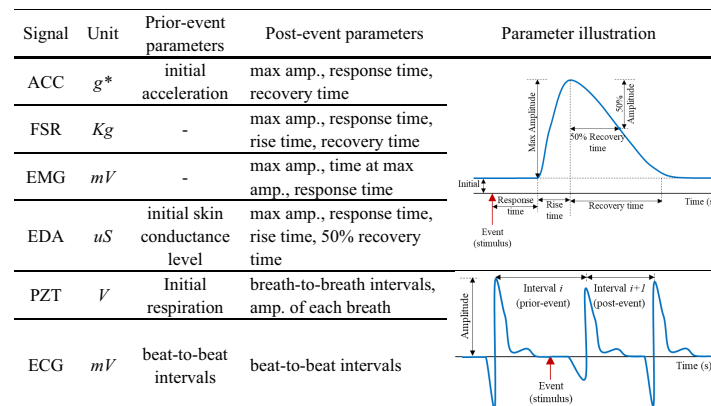 Signal Unit Prior-event parameters Post-event parameters Parameter illustration
ACC g* initial acceleration max amp., response time, recovery time
FSR Kg - max amp., response time, rise time, recovery time
EMG mV - max amp., time at max amp., response time
EDA uS initial skin conductance level max amp., response time, rise time, 50% recovery time
PZT V Initial respiration breath-to-breath intervals, amp. of each breath
ECG mV beat-to-beat intervals beat-to-beat intervals
Max Amplitude
50% Amplitude
50% Recovery
time
Initial
Response
time
Rise
time
Recovery time
Time (s)
Event
(stimulus)
Amplitude
Interval i
(prior-event)
Interval i+1
(post-event)
Time (s)
Event
(stimulus)